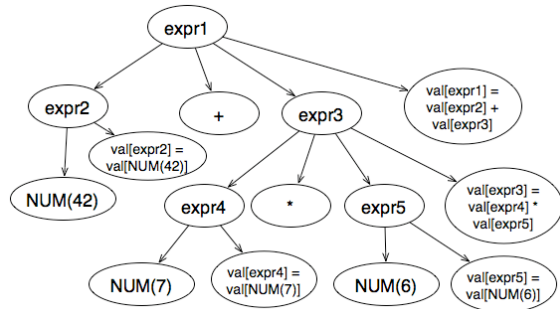 expr1
expr2
+
expr3
val[expr1] =
val[expr2] +
val[expr3]
val[expr2] =
val[NUM(42)]
NUM(42)
expr4
*
expr5
val[expr3] =
val[expr4] *
val[expr5]
NUM(7)
val[expr4] =
val[NUM(7)]
NUM(6)
val[expr5] =
val[NUM(6)]